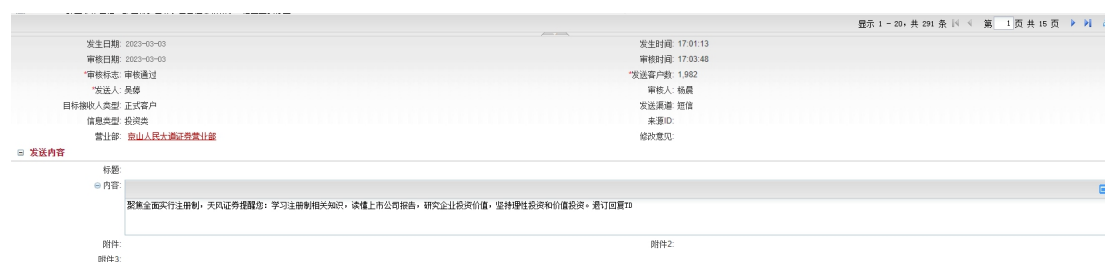 显示 1 - 20，共 291 条 第 1 页 共 15 页
发生日期: 2023-03-03 发生时间: 17:01:13
审核日期: 2023-03-03 审核时间: 17:03:48
*审核标志: 审核通过 *发送客户数: 1,982
*发送人: 吴傍 审核人: 杨晨
目标接收人类型: 正式客户 发送渠道: 短信
信息类型: 投资类 来源ID:
营业部: 京山人民大道证券营业部 修改意见:
发送内容
标题:
内容:
聚焦全面实行注册制，天风证券提醒您：学习注册制相关知识，读懂上市公司报告，研究企业投资价值，坚持理性投资和价值投资。退订回复TD
附件: 附件2:
附件3: